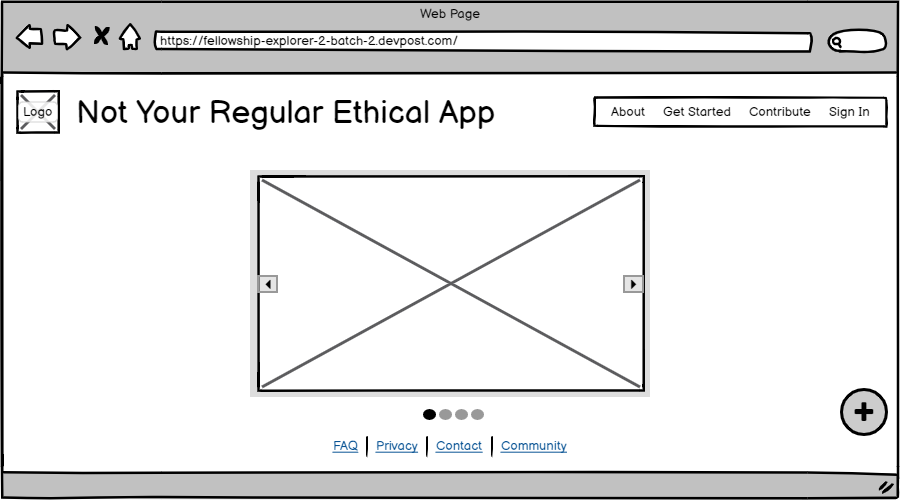 Web Page
https://fellowship-explorer-2-batch-2.devpost.com/
Logo
Not Your Regular Ethical App
About Get Started Contribute Sign In
FAQ Privacy Contact Community